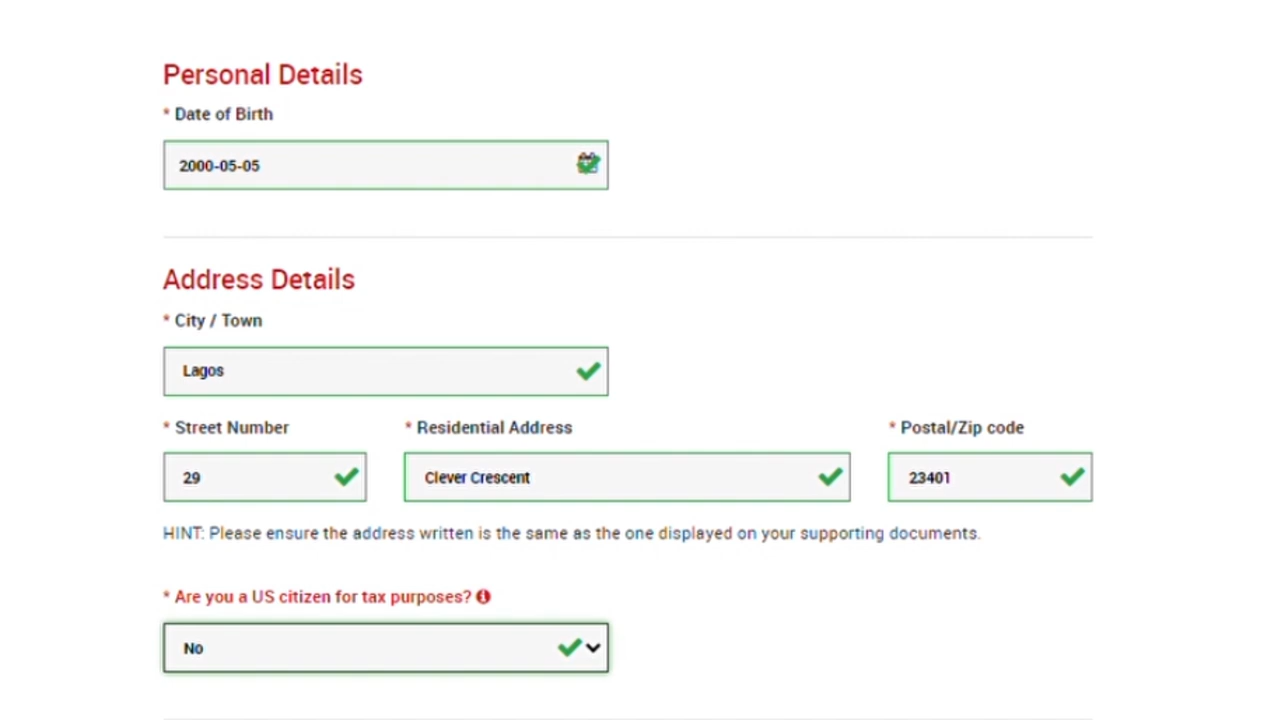 Personal Details
* Date of Birth
2000-05-05
Address Details
* City / Town
Lagos
* Street Number * Residential Address * Postal/Zip code
29 Clever Crescent 23401
HINT: Please ensure the address written is the same as the one displayed on your supporting documents.
* Are you a US citizen for tax purposes?
No